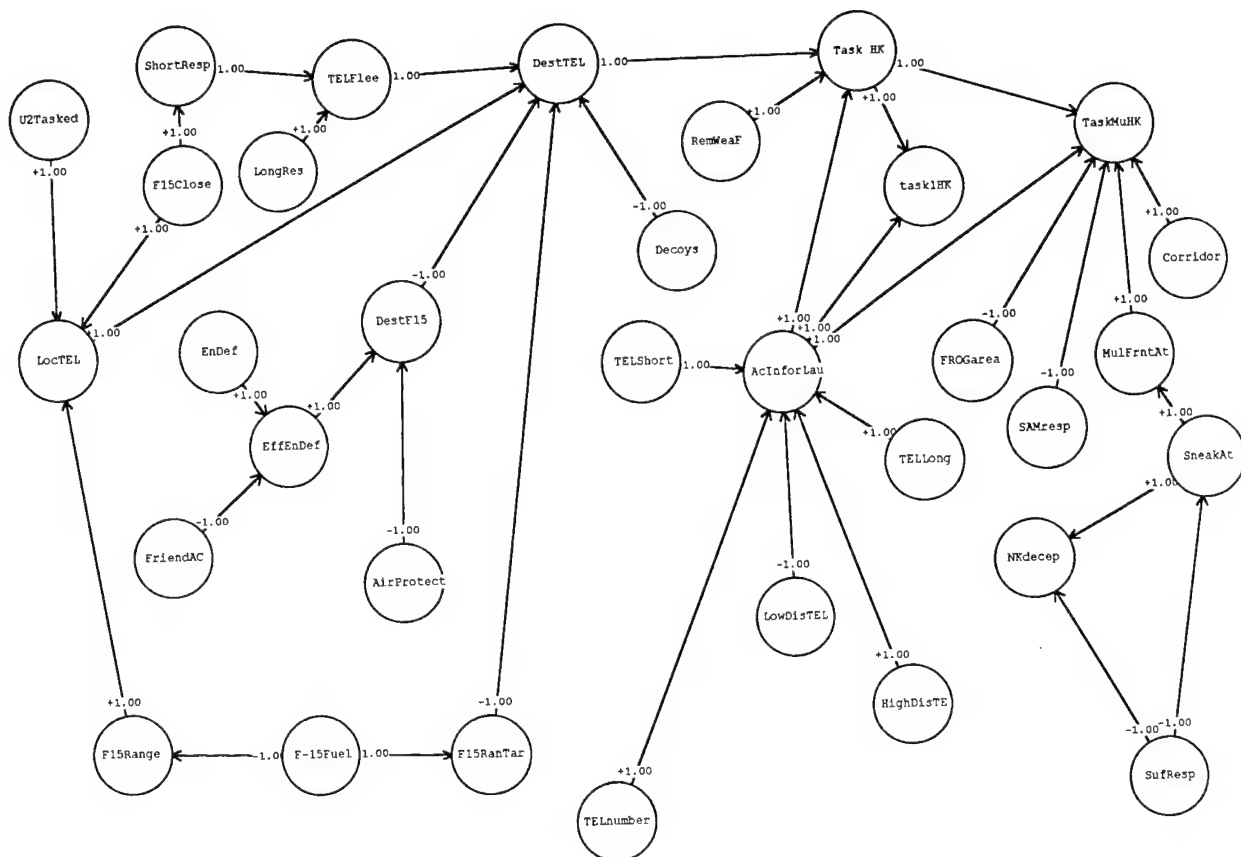 ShortResp
1.00
TELFlee
1.00
DestTEL
1.00
Task HK
1.00
+1.00
U2Tasked
+1.00
+1.00
F15Close
+1.00
+1.00
LongRes
RemWeaF
+1.00
TaskMuHK
task1HK
-1.00
Decoys
+1.00
Corridor
-1.00
DestF15
LocTEL
+1.00
EnDef
+1.00
EffEnDef
+1.00
-1.00
FriendAC
-1.00
AirProtect
TELShort
1.00
AcInforLau
+1.00
+1.00
+1.00
+1.00
TELLong
-1.00
FROGarea
-1.00
SAMresp
+1.00
MulFrntAt
+1.00
SneakAt
+1.00
NKdecep
-1.00
LowDisTEL
+1.00
HighDisTE
+1.00
F15Range
-1.00
F-15Fuel
1.00
-1.00
F15RanTar
+1.00
TELnumber
-1.00
-1.00
SufResp